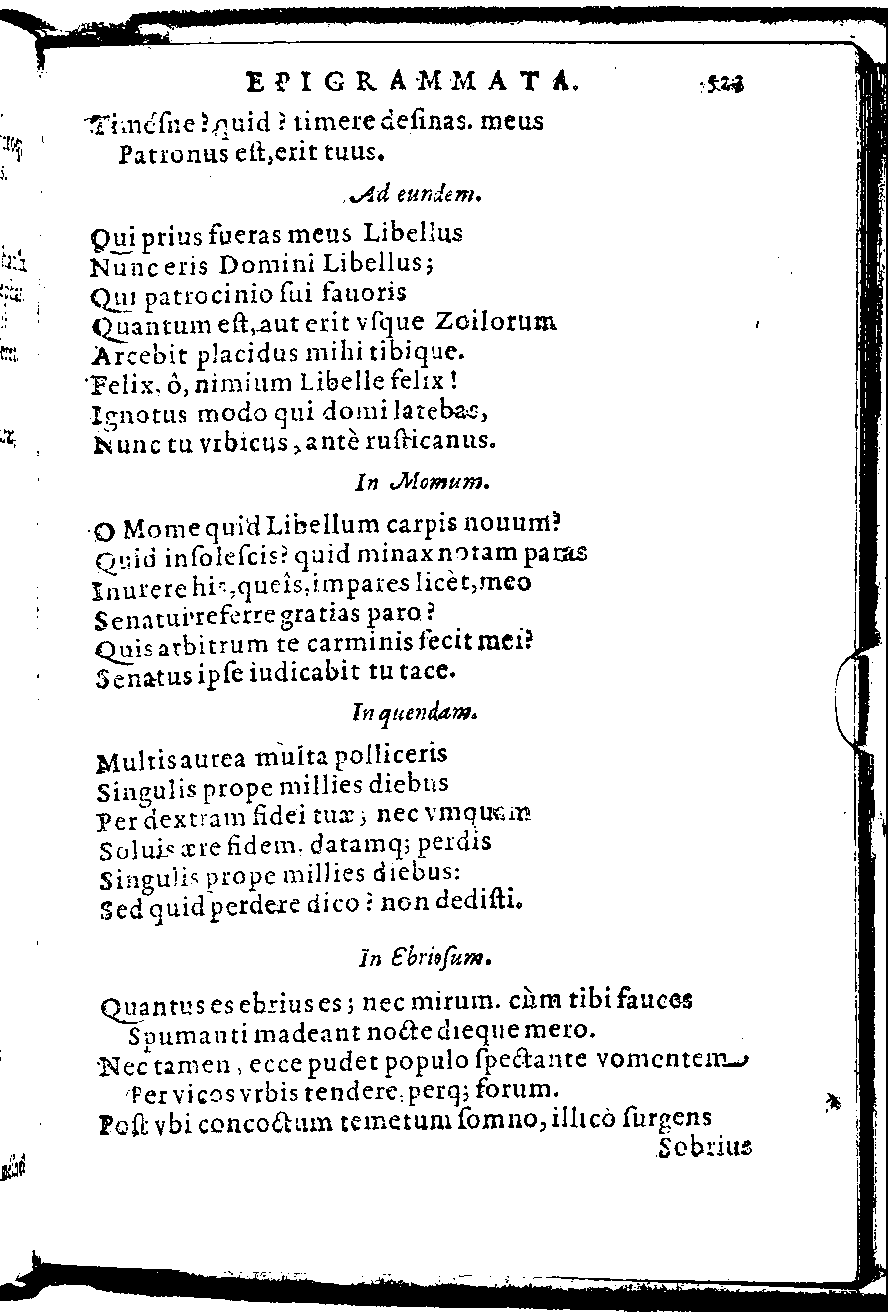 EPIGRAMMATA. 523
Timésne? quid? timere desinas. meus
Patronus est, erit tuus.
Ad eundem.
Qui prius fueras meus Libellus
Nunc eris Domini Libellus;
Qui patrocinio sui fauoris
Quantum est, aut erit vsque Zoilorum
Arcebit placidus mihi tibique.
Felix, ô, nimium Libelle felix!
Ignotus modo qui domi latebas,
Nunc tu vrbicus, antè rusticanus.
In Momum.
O Mome quid Libellum carpis nouum?
Quid insolescis? quid minax notam paras
Inurere his, queîs, impares licèt, meo
Senatui referre gratias paro?
Quis arbitrum te carminis fecit mei?
Senatus ipse iudicabit tu tace.
In quendam.
Multis aurea multa polliceris
Singulis prope millies diebus
Per dextram fidei tuæ; nec vmquam
Soluis ære fidem, datamq; perdis
Singulis prope millies diebus:
Sed quid perdere dico? non dedisti.
In Ebriosum.
Quantus es ebrius es; nec mirum. cùm tibi fauces
Spumanti madeant nocte dieque mero.
Nec tamen, ecce pudet populo spectante vomentem
Per vicos vrbis tendere, perq; forum.
Post vbi concoctum temetum somno, illicò surgens
Sobrius